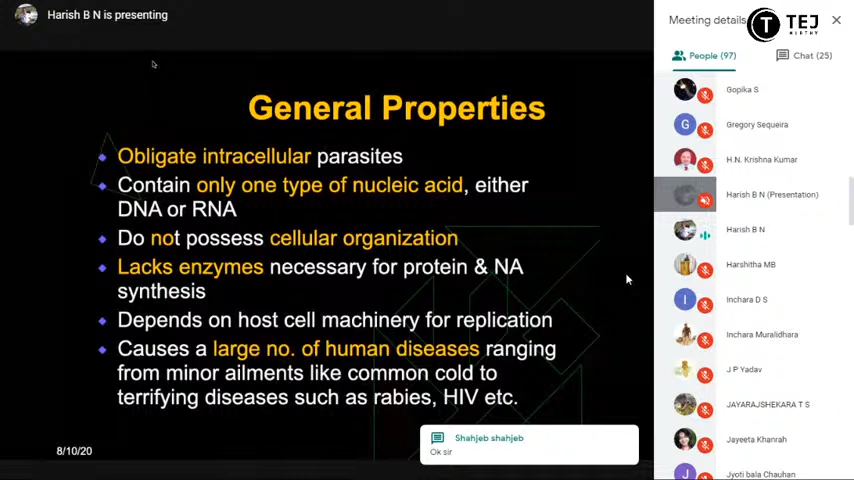 Harish B N is presenting
Meeting details
TEJ
People (97)
Chat (25)
General Properties
Obligate intracellular parasites
Contain only one type of nucleic acid, either
DNA or RNA
Do not possess cellular organization
Lacks enzymes necessary for protein & NA
synthesis
Depends on host cell machinery for replication
Causes a large no. of human diseases ranging
from minor ailments like common cold to
terrifying diseases such as rabies, HIV etc.
8/10/20
Shahjeb shahjeb
Ok sir
Gopika S
G
Gregory Sequeira
H.N. Krishna Kumar
Harish B N (Presentation)
Harish B N
Harshitha MB
I
Inchara D S
Inchara Muralidhara
J P Yadav
JAYARAJSHEKARA T S
Jayeeta Khanrah
J
Jyoti bala Chauhan